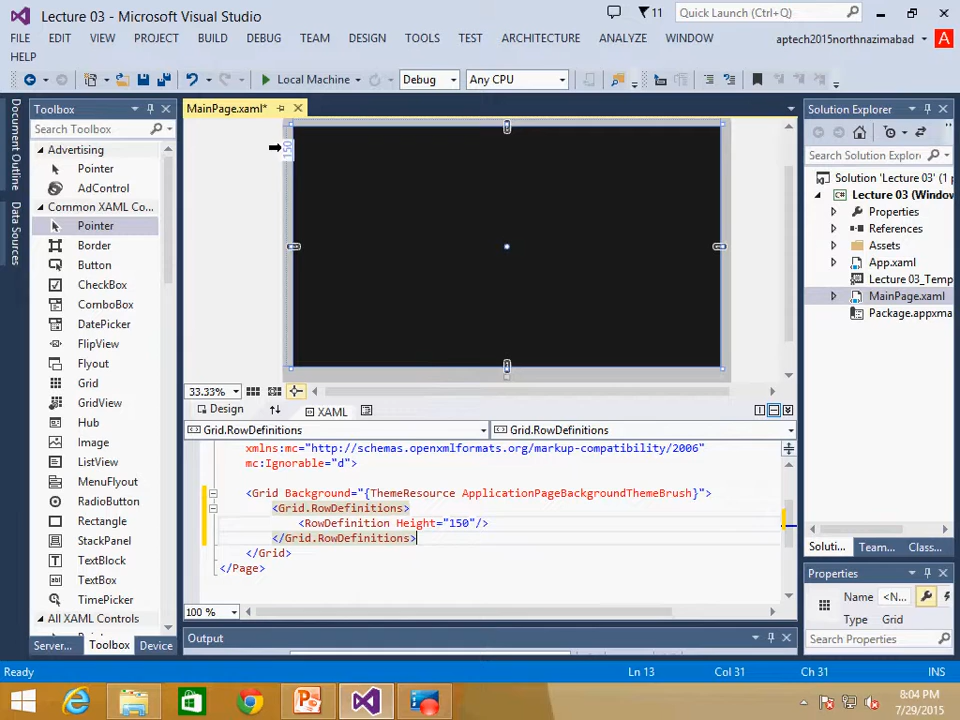 Lecture 03 - Microsoft Visual Studio
11
Quick Launch (Ctrl+Q)
FILE EDIT VIEW PROJECT BUILD DEBUG TEAM DESIGN TOOLS TEST ARCHITECTURE ANALYZE WINDOW
aptech2015northnazimabad
A
HELP
Local Machine
Debug
Any CPU
Document Outline
Data Sources
Toolbox
Search Toolbox
Advertising
Pointer
AdControl
Common XAML Co...
Pointer
Border
Button
CheckBox
ComboBox
DatePicker
FlipView
Flyout
Grid
GridView
Hub
Image
ListView
MenuFlyout
RadioButton
Rectangle
StackPanel
TextBlock
TextBox
TimePicker
All XAML Controls
Server...
Toolbox
Device
MainPage.xaml*
150
33.33%
Design
XAML
Grid.RowDefinitions
Grid.RowDefinitions
xmlns:mc="http://schemas.openxmlformats.org/markup-compatibility/2006"
mc:Ignorable="d">
<Grid Background="{ThemeResource ApplicationPageBackgroundThemeBrush}">
<Grid.RowDefinitions>
<RowDefinition Height="150"/>
</Grid.RowDefinitions>
</Grid>
</Page>
100 %
Output
Solution Explorer
Search Solution Explo
Solution 'Lecture 03' (1 p
Lecture 03 (Window
Properties
References
Assets
App.xaml
Lecture 03_Temp
MainPage.xaml
Package.appxma
Soluti...
Team...
Class...
Properties
Name
<N...
Type
Grid
Search Properties
Ready
Ln 13
Col 31
Ch 31
INS
8:04 PM
7/29/2015